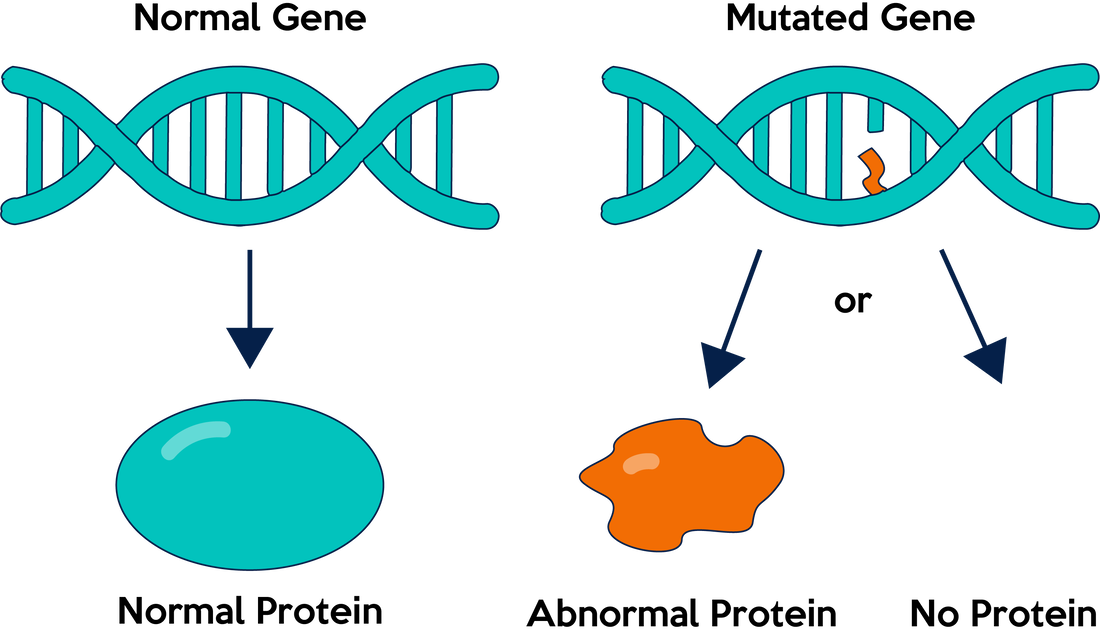 Normal Gene
Mutated Gene
or
Normal Protein
Abnormal Protein
No Protein